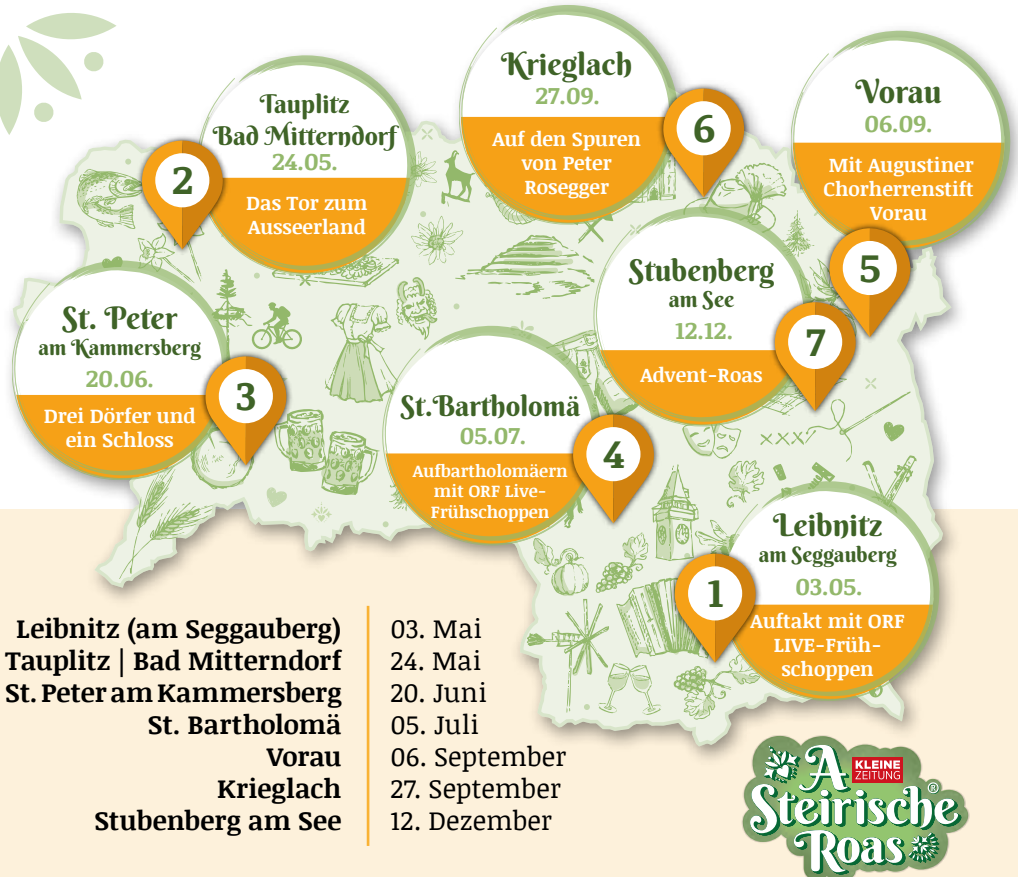 Krieglach
27.09.
Auf den Spuren
von Peter
Rosegger
6
Vorau
06.09.
Mit Augustiner
Chorherrenstift
Vorau
5
Tauplitz
Bad Mitterndorf
24.05.
Das Tor zum
Ausseerland
2
Stubenberg
am See
12.12.
Advent-Roas
7
St. Peter
am Kammersberg
20.06.
Drei Dörfer und
ein Schloss
3
St.Bartholomä
05.07.
Aufbartholomäern
mit ORF Live-
Frühschoppen
4
Leibnitz
am Seggauberg
03.05.
Auftakt mit ORF
LIVE-Früh-
schoppen
1
Leibnitz (am Seggauberg) 03. Mai
Tauplitz | Bad Mitterndorf 24. Mai
St. Peter am Kammersberg 20. Juni
St. Bartholomä 05. Juli
Vorau 06. September
Krieglach 27. September
Stubenberg am See 12. Dezember
A
KLEINE
ZEITUNG
Steirische®
Roas